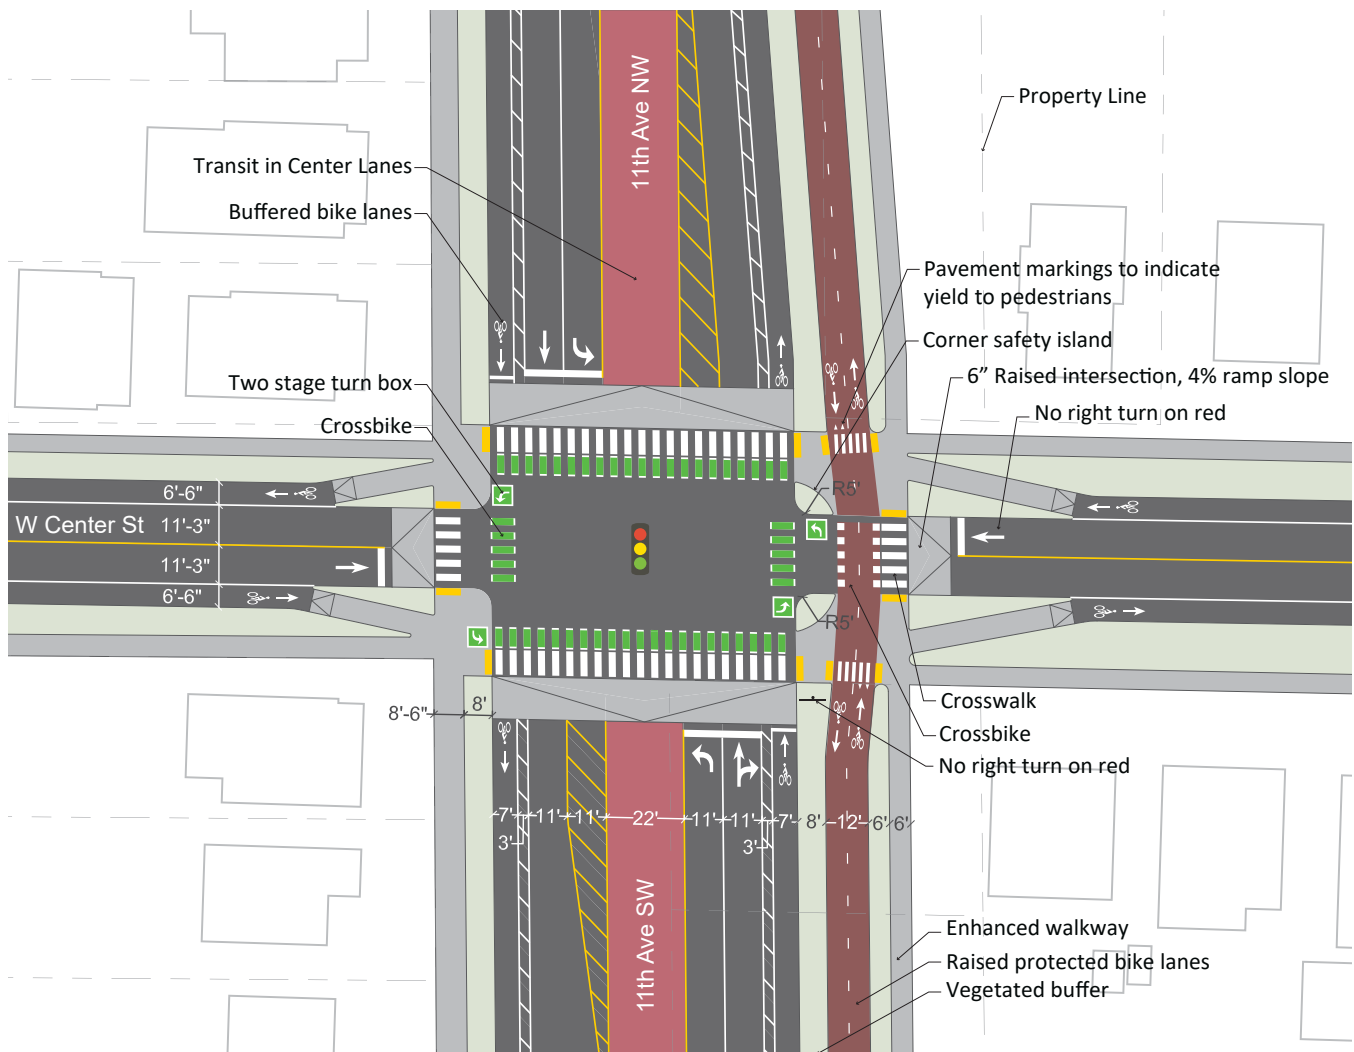 11th Ave NW
Property Line
Transit in Center Lanes
Buffered bike lanes
Pavement markings to indicate
yield to pedestrians
Corner safety island
Two stage turn box
6” Raised intersection, 4% ramp slope
No right turn on red
Crossbike
R5'
6'-6"
W Center St
11'-3"
11'-3"
6'-6"
R5'
Crosswalk
8'-6"
8'
Crossbike
No right turn on red
7'
11'
11'
22'
11'
11'
7'
8'
12'
6'
6'
3'
3'
11th Ave SW
Enhanced walkway
Raised protected bike lanes
Vegetated buffer